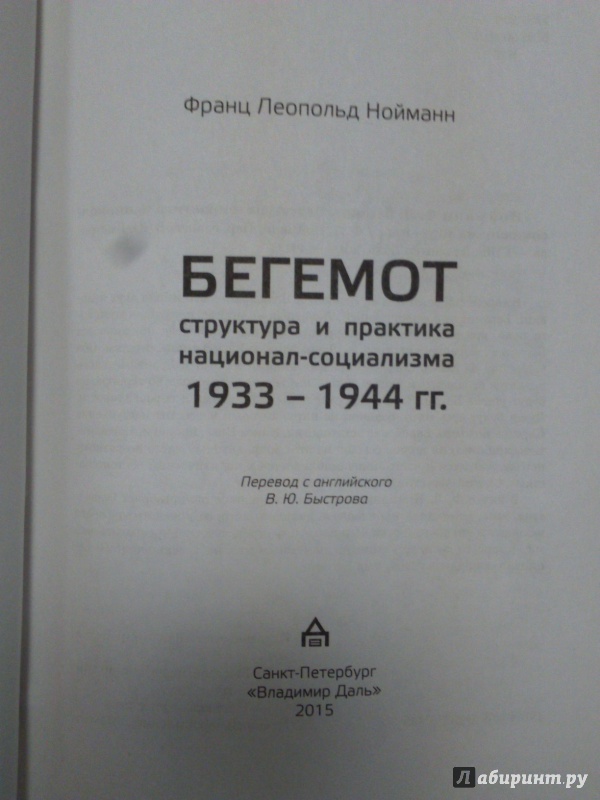 Франц Леопольд Нойманн
БЕГЕМОТ
структура и практика
национал-социализма
1933 – 1944 гг.
Перевод с английского
В. Ю. Быстрова
Санкт-Петербург
«Владимир Даль»
2015
Лабиринт.ру